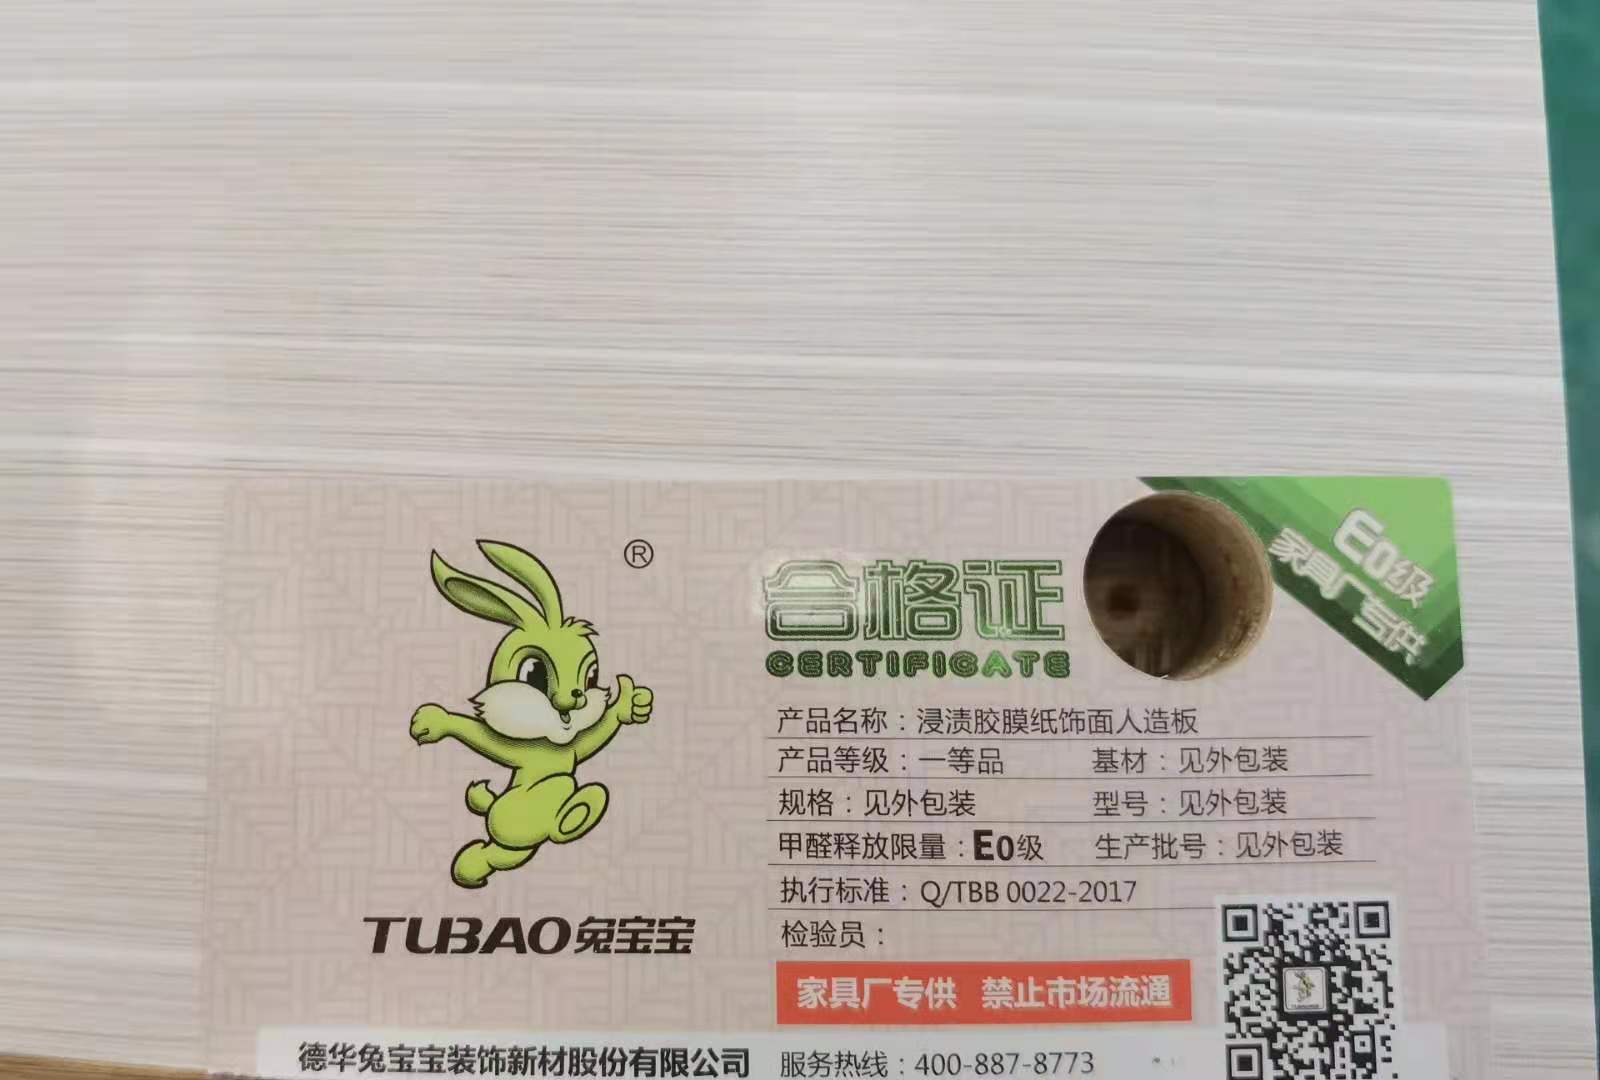 ®
E0级
家具厂专供
合格证
CERTIFICATE
产品名称：浸渍胶膜纸饰面人造板
产品等级：一等品 基材：见外包装
规格：见外包装 型号：见外包装
甲醛释放限量：E0级 生产批号：见外包装
执行标准：Q/TBB 0022-2017
检验员：
TUBAO兔宝宝
家具厂专供 禁止市场流通
德华兔宝宝装饰新材股份有限公司 服务热线：400-887-8773